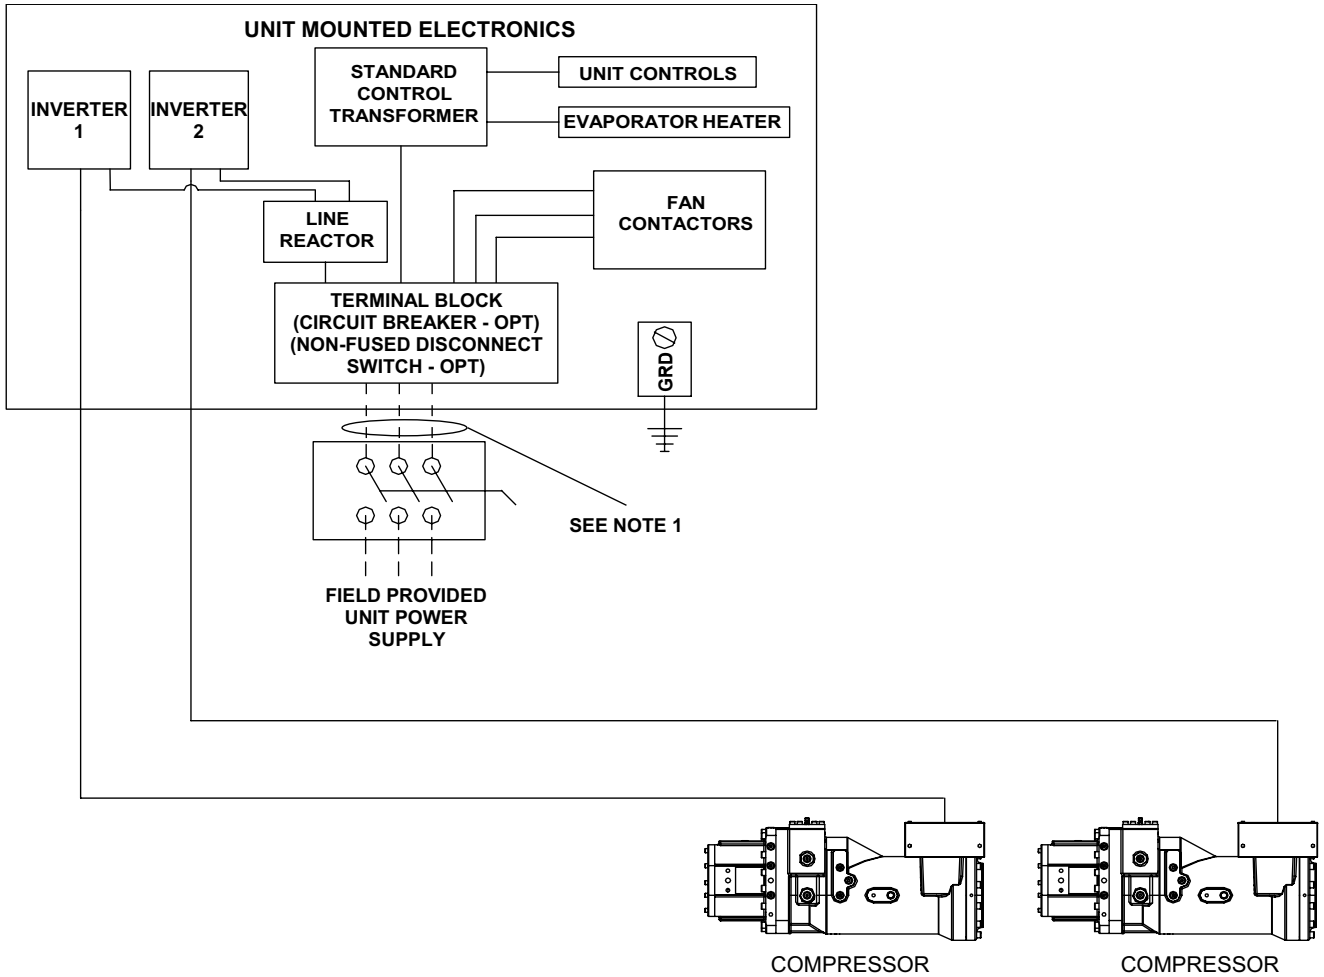 UNIT MOUNTED ELECTRONICS
INVERTER
1
INVERTER
2
STANDARD
CONTROL
TRANSFORMER
UNIT CONTROLS
EVAPORATOR HEATER
FAN
CONTACTORS
LINE
REACTOR
TERMINAL BLOCK
(CIRCUIT BREAKER - OPT)
(NON-FUSED DISCONNECT
SWITCH - OPT)
GRD
SEE NOTE 1
FIELD PROVIDED
UNIT POWER
SUPPLY
COMPRESSOR
COMPRESSOR